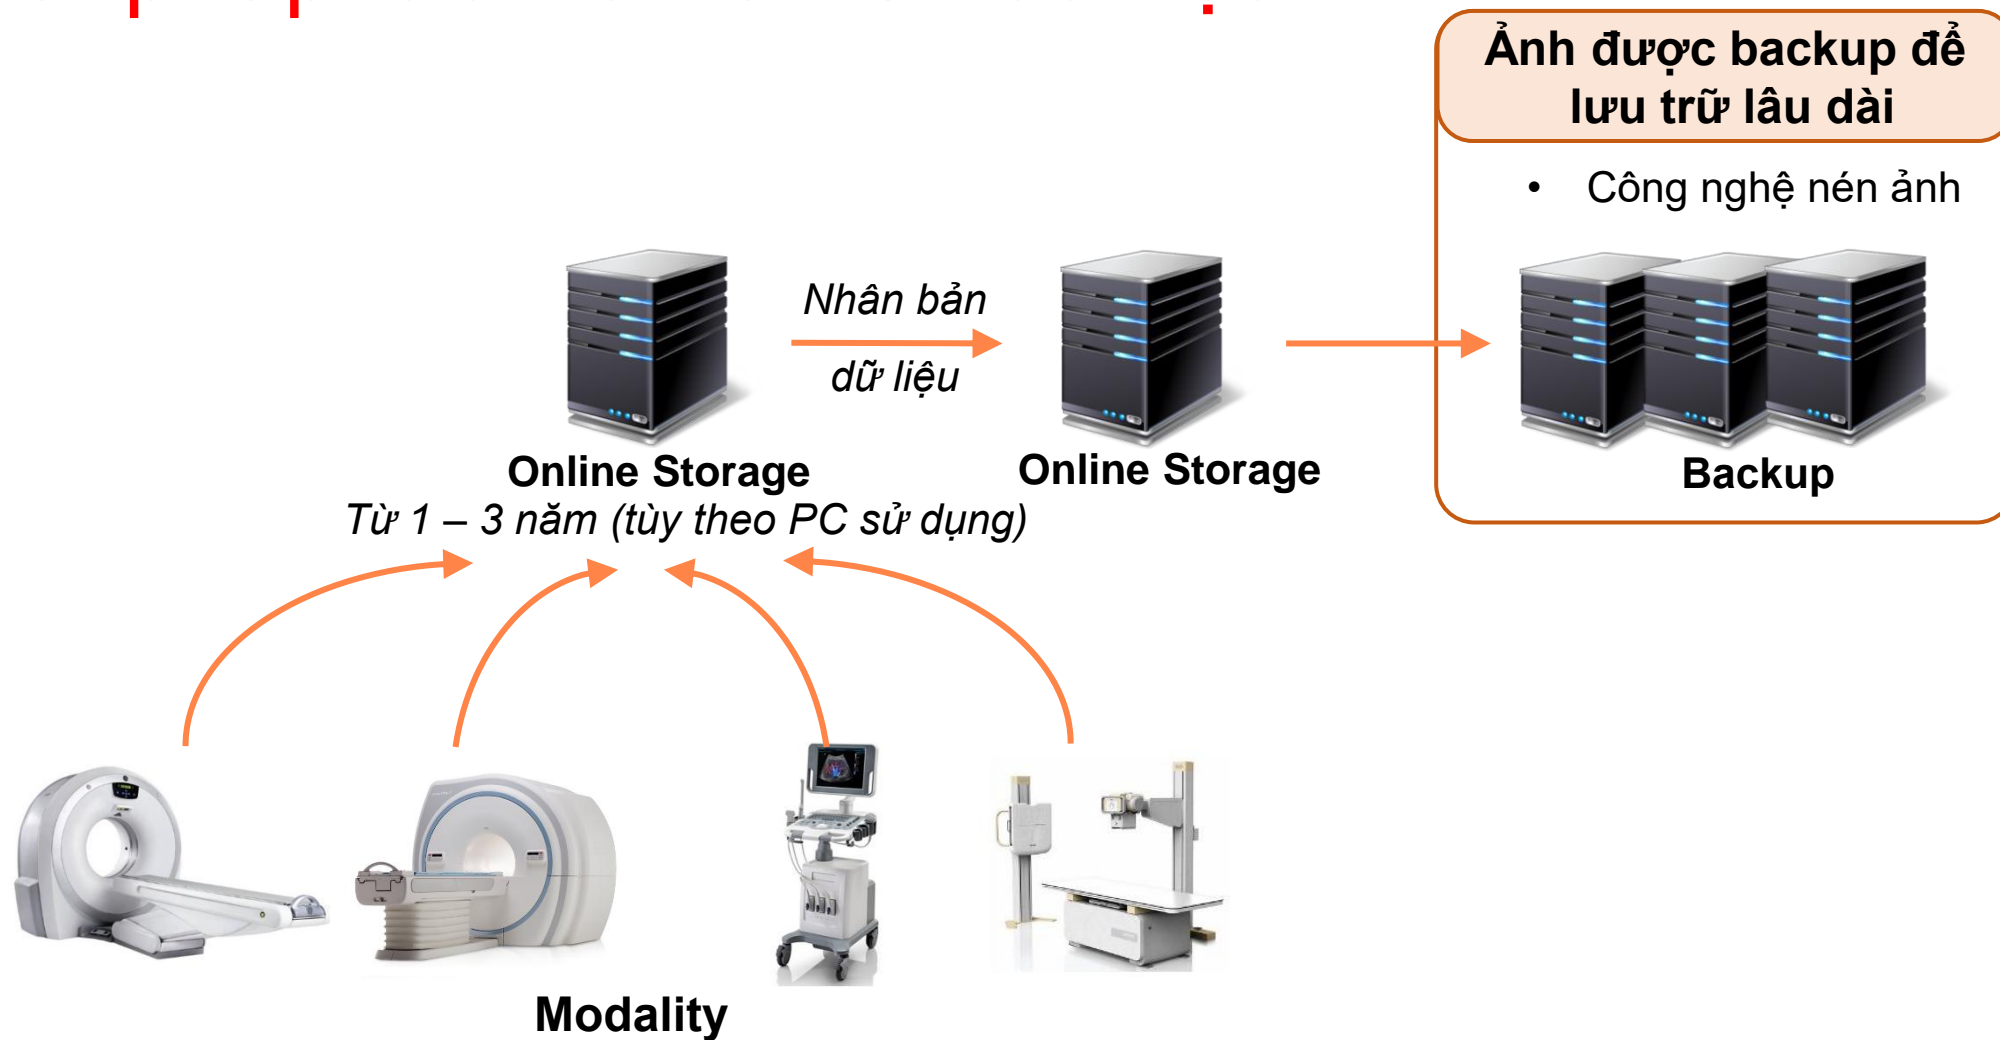 Ảnh được backup để
lưu trữ lâu dài
• Công nghệ nén ảnh
Nhân bản
dữ liệu
Online Storage
Từ 1 – 3 năm (tùy theo PC sử dụng)
Online Storage
Backup
Modality